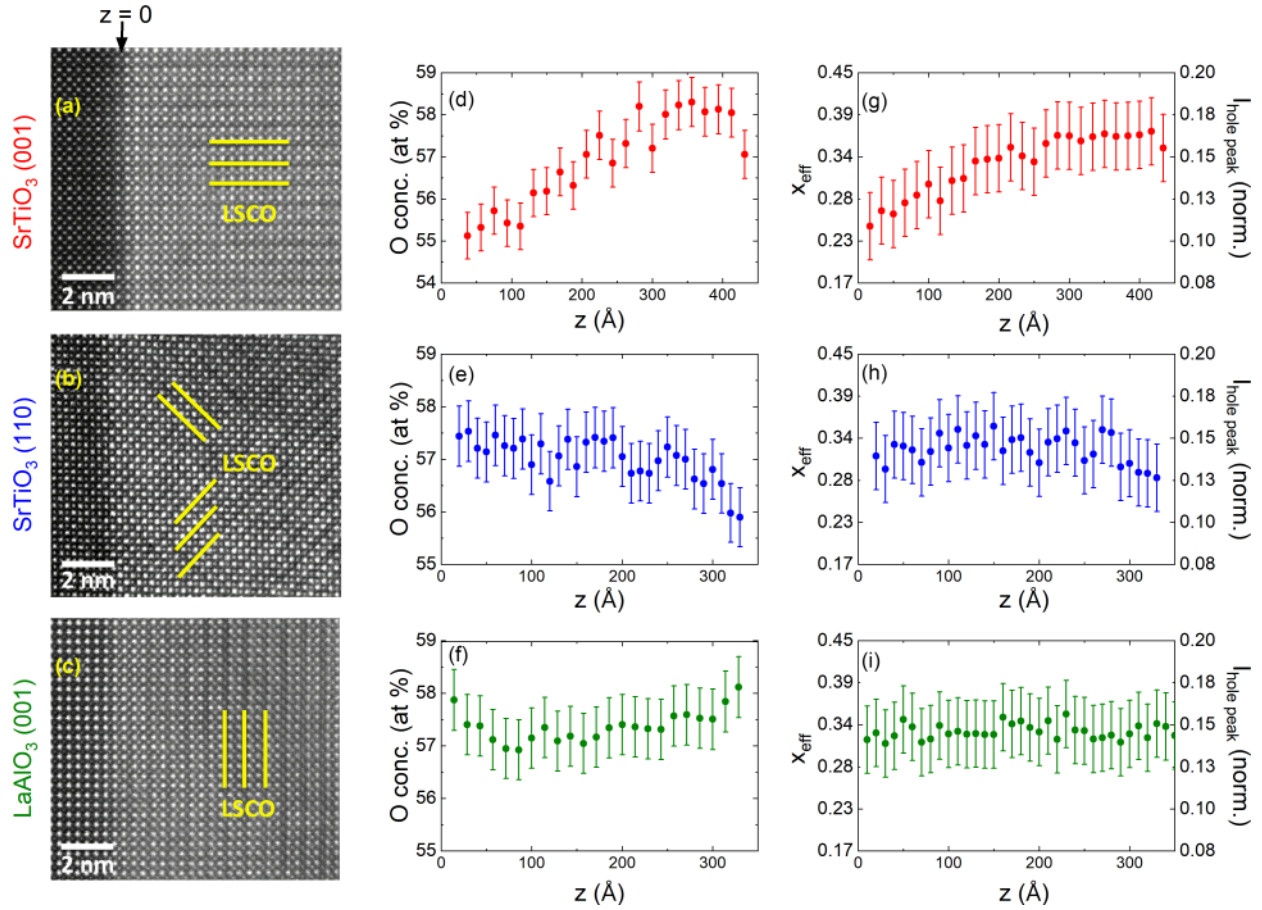 z = 0
SrTiO3 (001)
(a)
LSCO
2 nm
O conc. (at %)
59
58
57
56
55
54
(d)
0
100
200
300
400
z (Å)
xeff
0.45
0.39
0.34
0.28
0.23
0.17
(g)
0
100
200
300
400
z (Å)
0.20
0.18
0.15
0.13
0.10
0.08
Ihole peak (norm.)
SrTiO3 (110)
(b)
LSCO
2 nm
O conc. (at %)
59
58
57
56
55
(e)
0
100
200
300
z (Å)
xeff
0.45
0.39
0.34
0.28
0.23
0.17
(h)
0
100
200
300
z (Å)
0.20
0.18
0.15
0.13
0.10
0.08
Ihole peak (norm.)
LaAlO3 (001)
(c)
LSCO
2 nm
O conc. (at %)
59
58
57
56
55
(f)
0
100
200
300
z (Å)
xeff
0.45
0.39
0.34
0.28
0.23
0.17
(i)
0
100
200
300
z (Å)
0.20
0.18
0.15
0.13
0.10
0.08
Ihole peak (norm.)